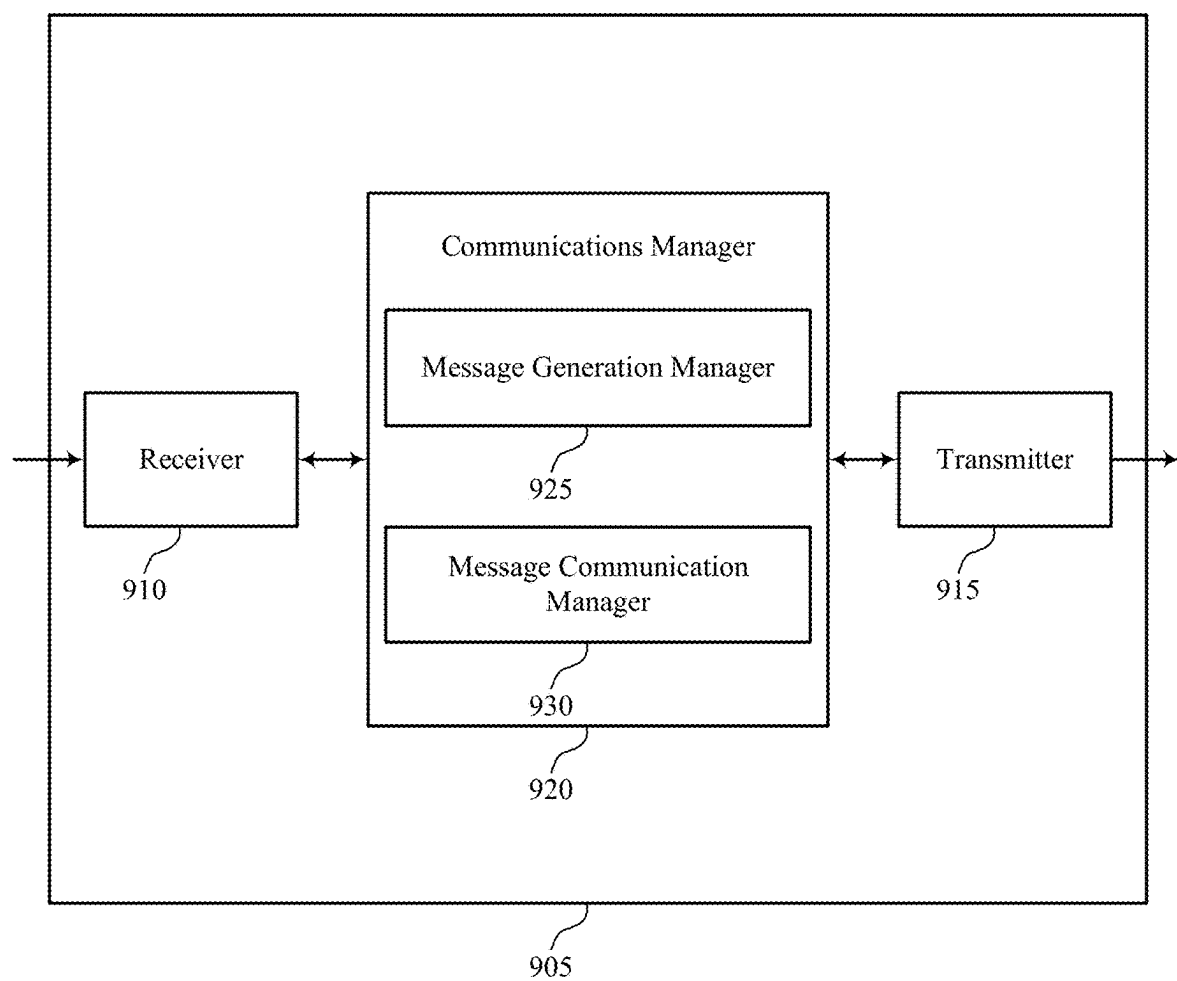 Communications Manager
Message Generation Manager
925
Receiver
910
Transmitter
915
Message Communication
Manager
930
920
905